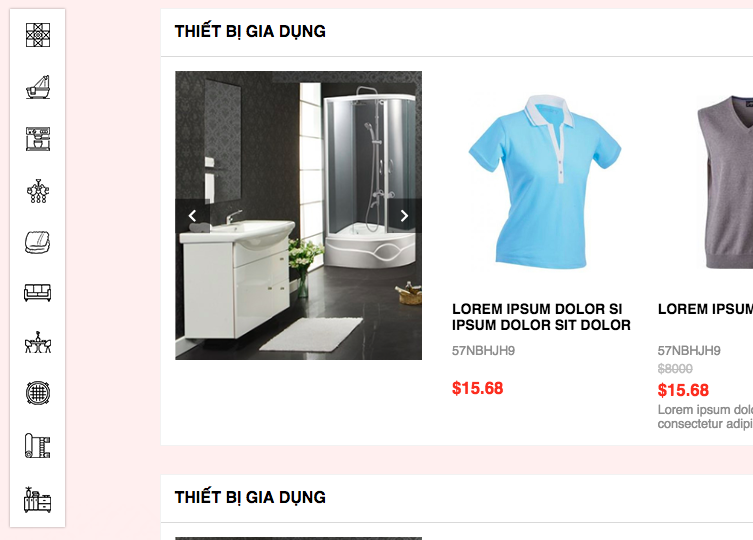 THIẾT BỊ GIA DỤNG
LOREM IPSUM DOLOR SI
IPSUM DOLOR SIT DOLOR
57NBHJH9
$15.68
LOREM IPSUM
57NBHJH9
$8000
$15.68
Lorem ipsum dolo
consectetur adipi
THIẾT BỊ GIA DỤNG